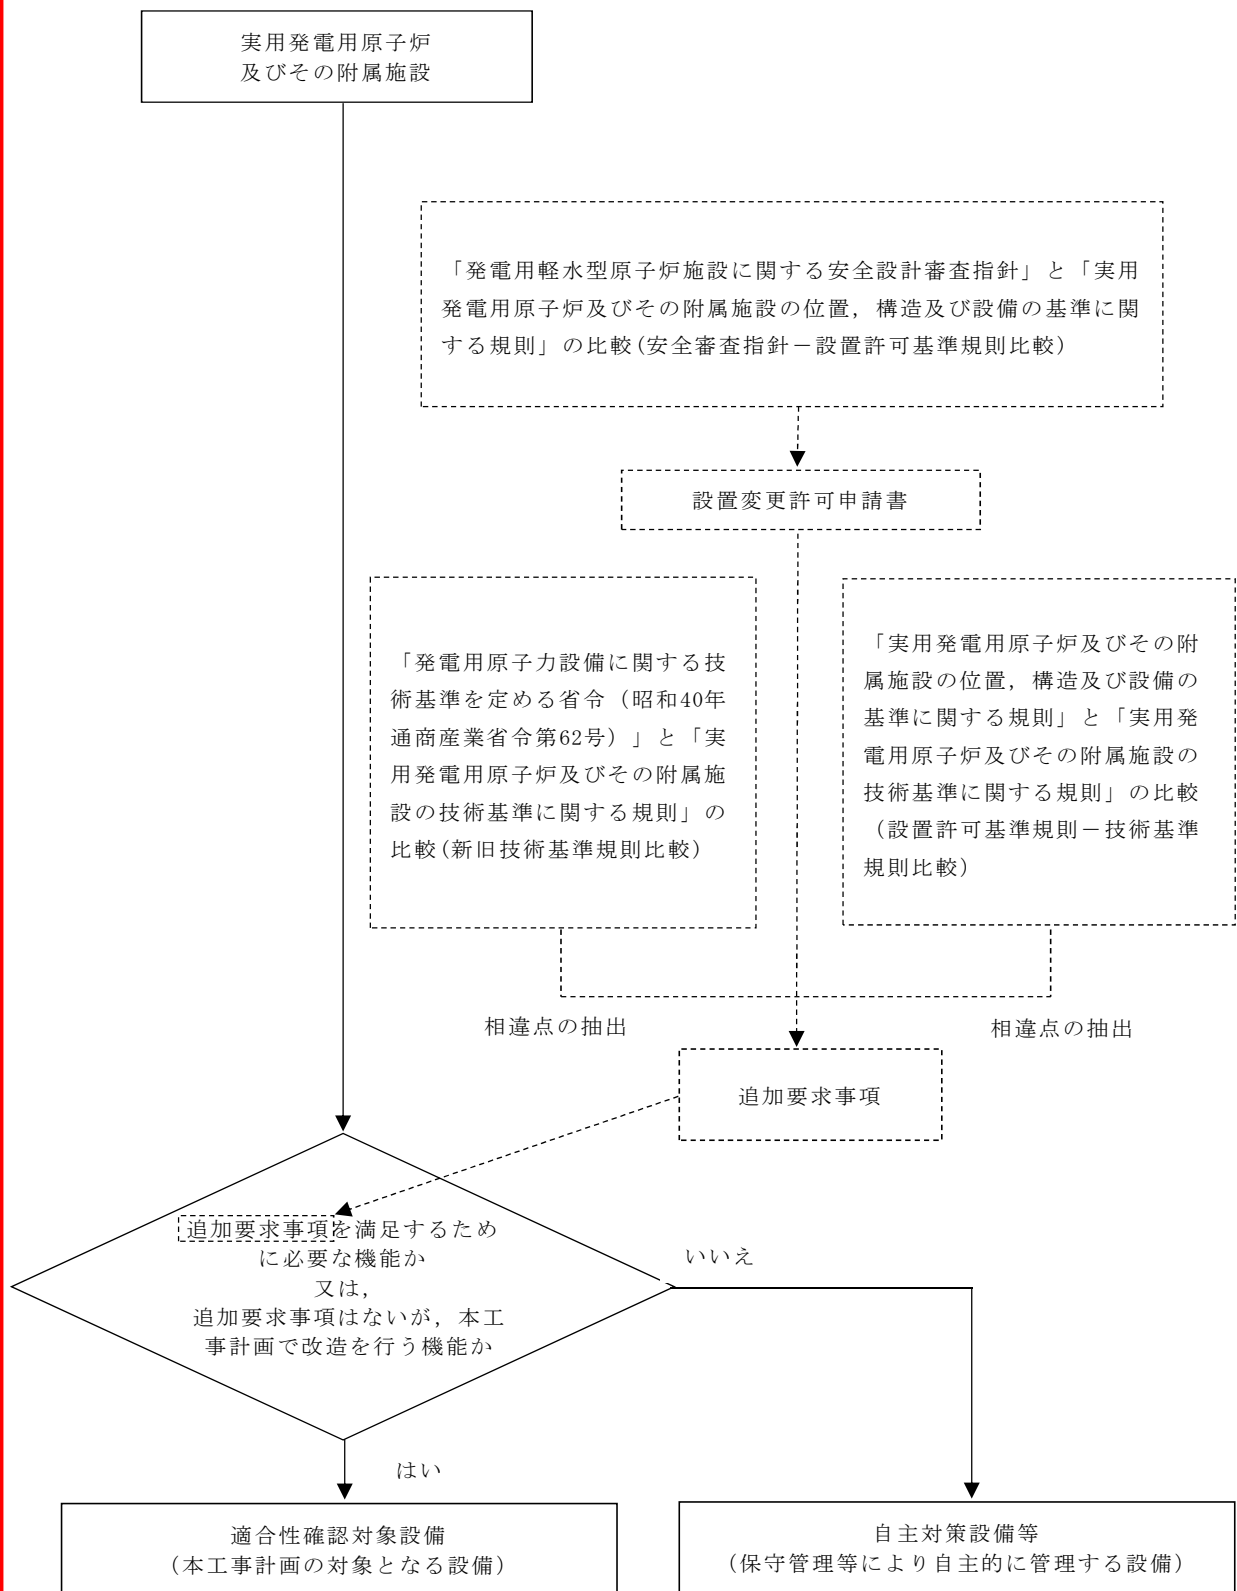 実用発電用原子炉
及びその附属施設
「発電用軽水型原子炉施設に関する安全設計審査指針」と「実用
発電用原子炉及びその附属施設の位置，構造及び設備の基準に関
する規則」の比較(安全審査指針－設置許可基準規則比較)
設置変更許可申請書
「発電用原子力設備に関する技
術基準を定める省令（昭和40年
通商産業省令第62号）」と「実
用発電用原子炉及びその附属施
設の技術基準に関する規則」の
比較(新旧技術基準規則比較)
「実用発電用原子炉及びその附
属施設の位置，構造及び設備の
基準に関する規則」と「実用発
電用原子炉及びその附属施設の
技術基準に関する規則」の比較
（設置許可基準規則－技術基準
規則比較）
相違点の抽出
相違点の抽出
追加要求事項
追加要求事項を満足するため
に必要な機能か
又は，
追加要求事項はないが，本工
事計画で改造を行う機能か
いいえ
はい
適合性確認対象設備
（本工事計画の対象となる設備）
自主対策設備等
（保守管理等により自主的に管理する設備）